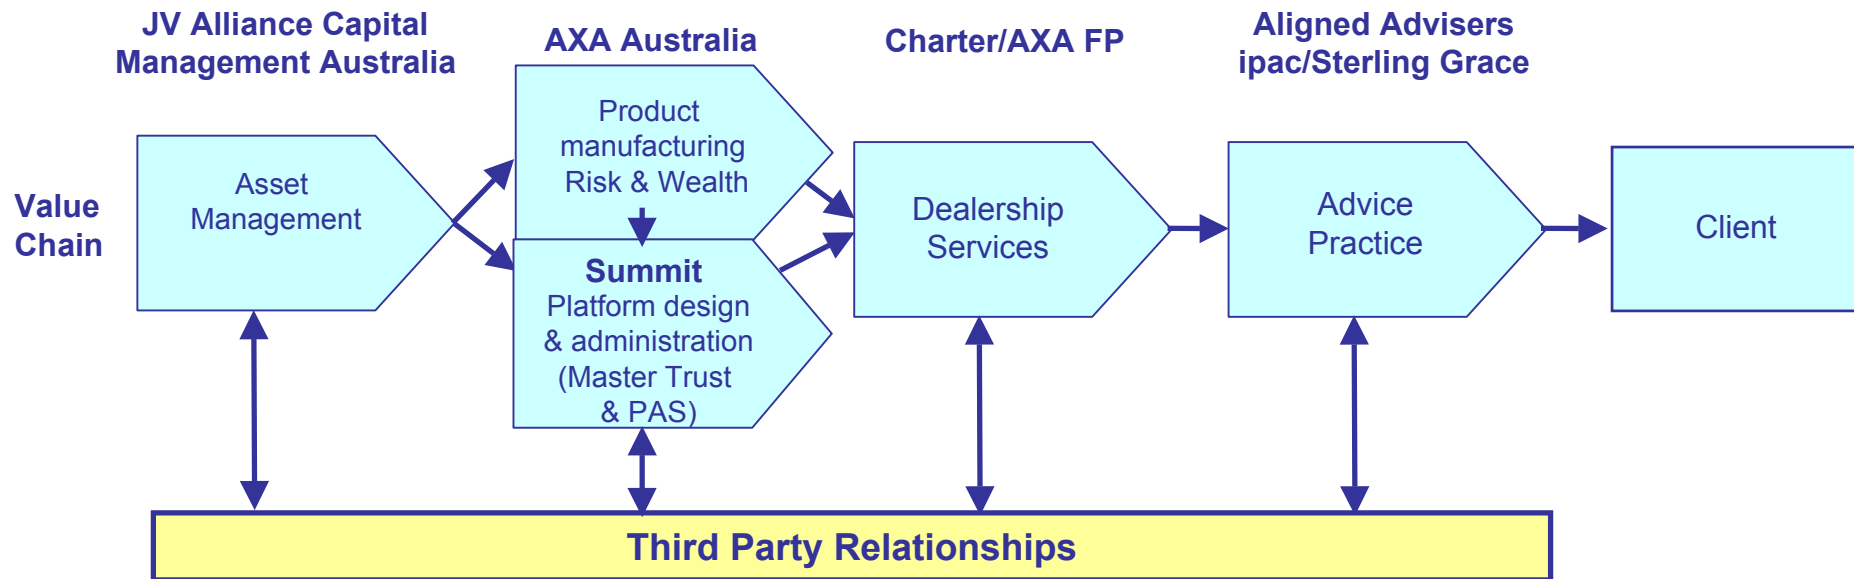 JV Alliance Capital
Management Australia
AXA Australia
Charter/AXA FP
Aligned Advisers
ipac/Sterling Grace
Value
Chain
Asset
Management
Product
manufacturing
Risk & Wealth
Summit
Platform design
& administration
(Master Trust
& PAS)
Dealership
Services
Advice
Practice
Client
Third Party Relationships